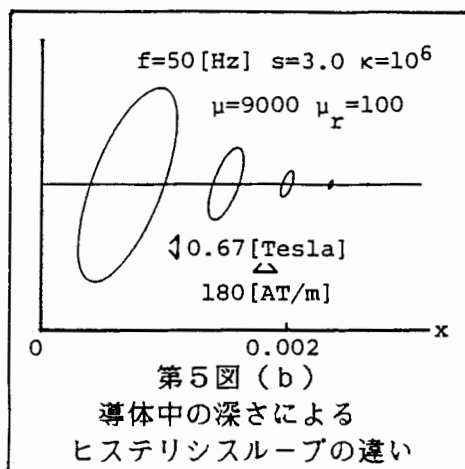 f=50[Hz] s=3.0 κ=10⁶
μ=9000 μr=100
0.67[Tesla]
180[AT/m]
x
0
0.002
第5図(b)
導体中の深さによる
ヒステリシスループの違い